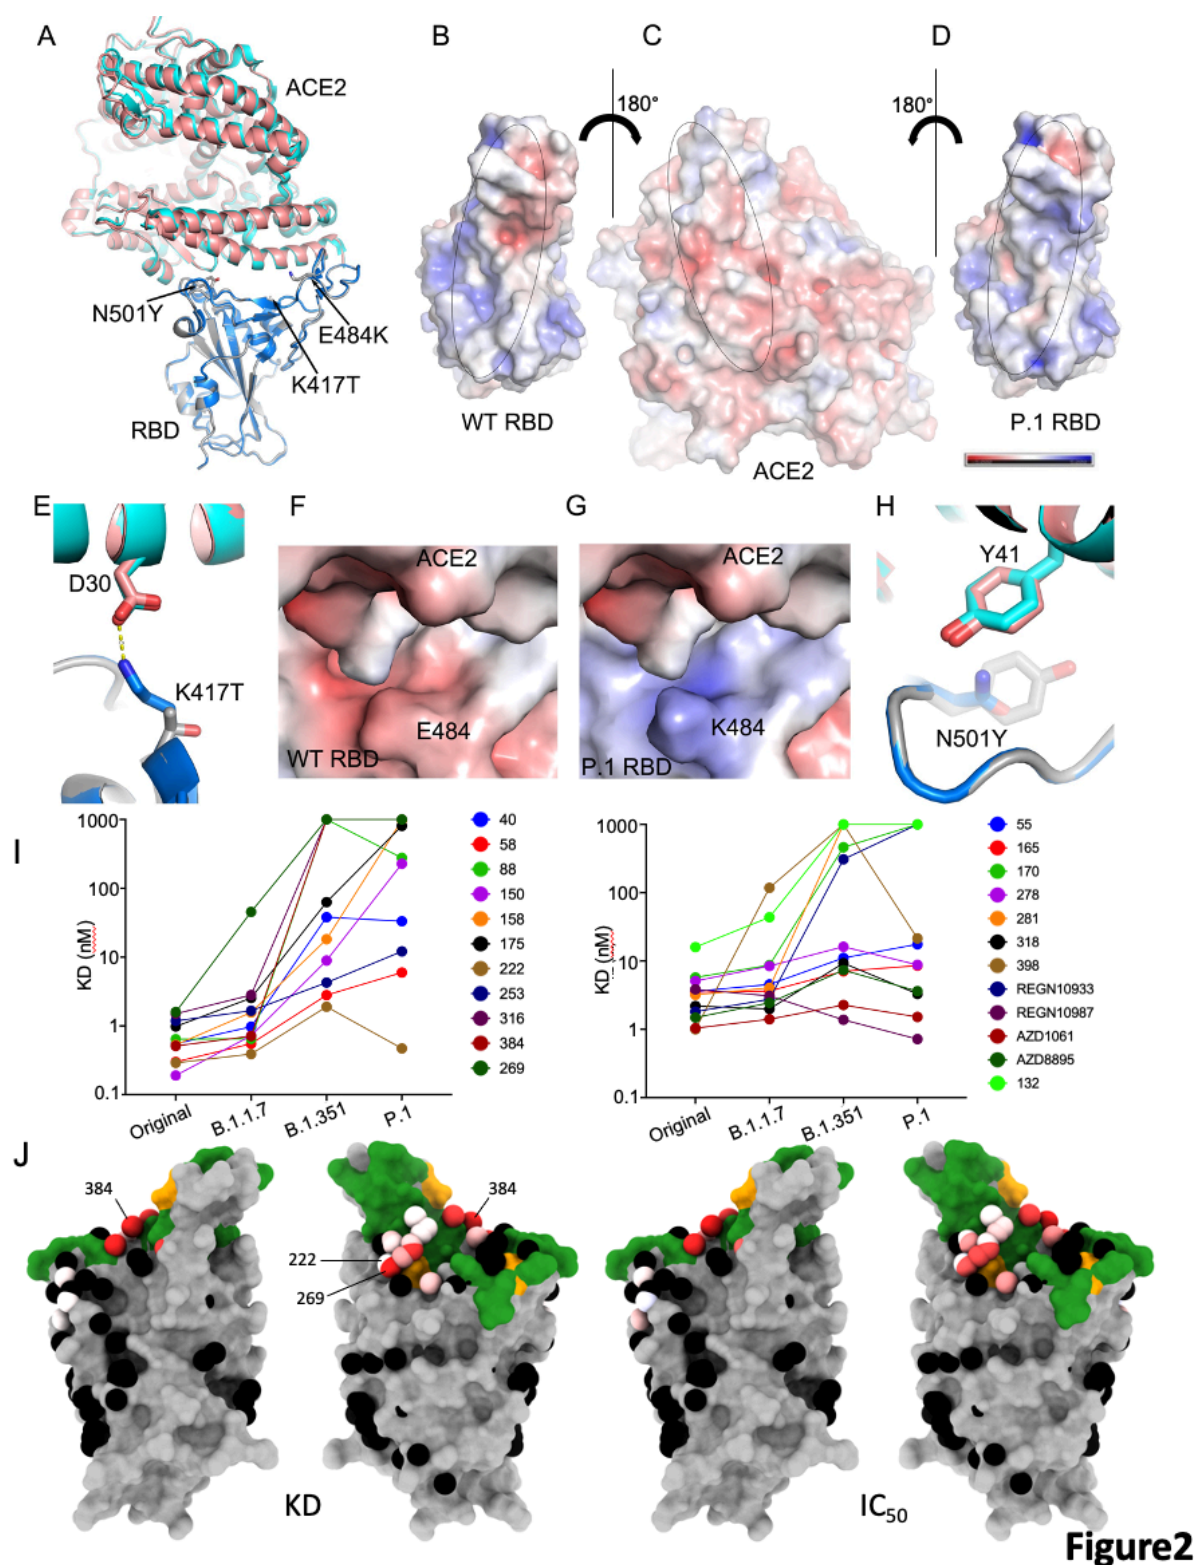 A
B
C
D
ACE2
180°
180°
N501Y
E484K
K417T
RBD
WT RBD
ACE2
P.1 RBD
E
F
G
H
D30
K417T
ACE2
E484
WT RBD
ACE2
K484
P.1 RBD
Y41
N501Y
I
KD (nM)
1000
100
10
1
0.1
Original
B.1.1.7
B.1.351
P.1
40
58
88
150
158
175
222
253
316
384
269
KD (nM)
1000
100
10
1
0.1
Original
B.1.1.7
B.1.351
P.1
55
165
170
278
281
318
398
REGN10933
REGN10987
AZD1061
AZD8895
132
J
384
384
222
269
KD
IC50
Figure2